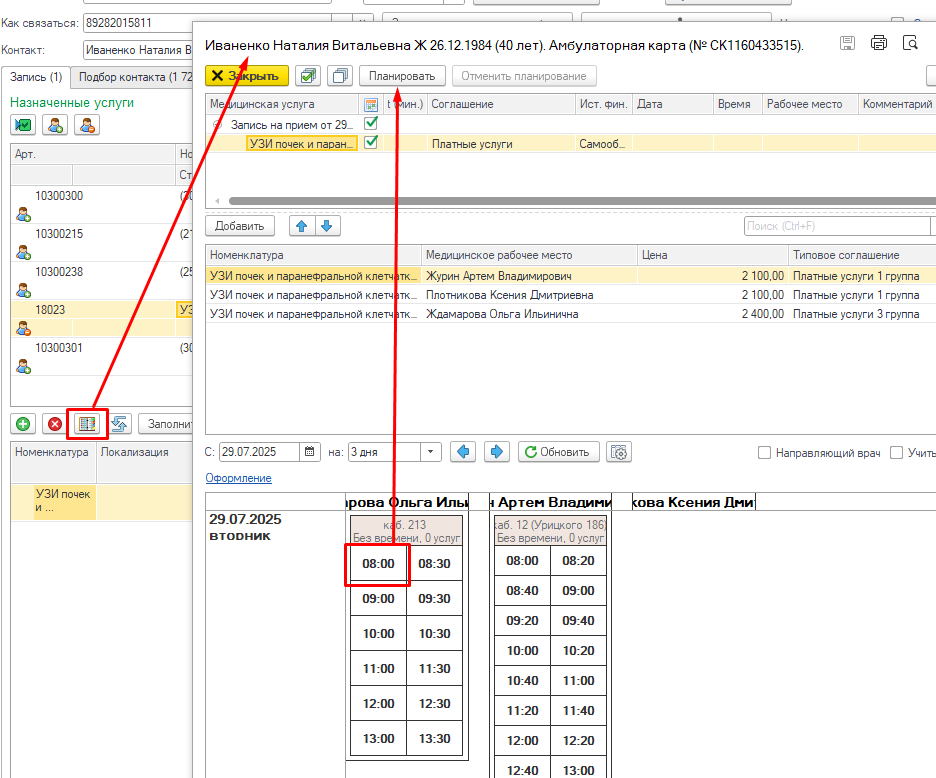 Как связаться:
89282015811
Контакт:
Иваненко Наталия В
Запись (1)
Подбор контакта (1 72
Назначенные услуги
Арт.
Но
Ст
10300300
(30
10300215
(21
10300238
(25
18023
УЗ
10300301
(30
Заполнит
Номенклатура
Локализация
УЗИ почек
и ...
Иваненко Наталия Витальевна Ж 26.12.1984 (40 лет). Амбулаторная карта (№ СК1160433515).
Закрыть
Планировать
Отменить планирование
Медицинская услуга
t (мин.)
Соглашение
Ист. фин.
Дата
Время
Рабочее место
Комментарий
Запись на прием от 29...
УЗИ почек и паран...
Платные услуги
Самооб...
Добавить
Поиск (Ctrl+F)
Номенклатура
Медицинское рабочее место
Цена
Типовое соглашение
УЗИ почек и паранефральной клетчатк...
Журин Артем Владимирович
2 100,00
Платные услуги 1 группа
УЗИ почек и паранефральной клетчатк...
Плотникова Ксения Дмитриевна
2 100,00
Платные услуги 1 группа
УЗИ почек и паранефральной клетчатк...
Ждамарова Ольга Ильинична
2 400,00
Платные услуги 3 группа
С:
29.07.2025
на:
3 дня
Обновить
Направляющий врач
Учить
Оформление
арова Ольга Ильи
н Артем Владими
кова Ксения Дми
29.07.2025
вторник
каб. 213
Без времени, 0 услуг
08:00 08:30
09:00 09:30
10:00 10:30
11:00 11:30
12:00 12:30
13:00 13:30
каб. 12 (Урицкого 186)
Без времени, 0 услуг
08:00 08:20
08:40 09:00
09:20 09:40
10:00 10:20
10:40 11:00
11:20 11:40
12:00 12:20
12:40 13:00